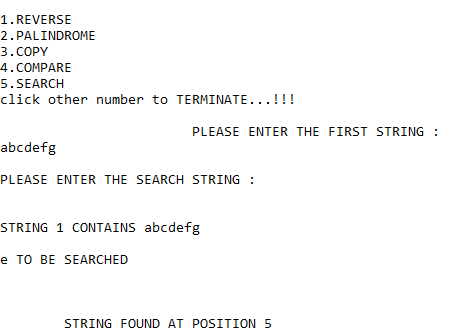 1.REVERSE
2.PALINDROME
3.COPY
4.COMPARE
5.SEARCH
click other number to TERMINATE...!!!
PLEASE ENTER THE FIRST STRING :
abcdefg
PLEASE ENTER THE SEARCH STRING :
STRING 1 CONTAINS abcdefg
e TO BE SEARCHED
STRING FOUND AT POSITION 5